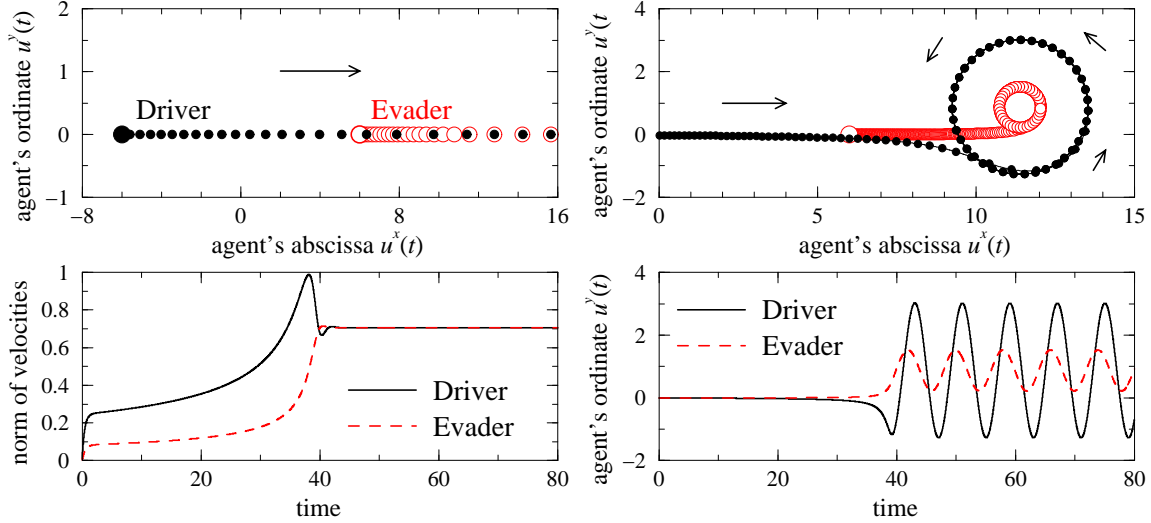 2
1
0
−1
agent's ordinate u^y(t)
Driver
Evader
−8
0
8
16
agent's abscissa u^x(t)
4
2
0
−2
agent's ordinate u^y(t
0
5
10
15
agent's abscissa u^x(t)
1
0.8
0.6
0.4
0.2
0
norm of velocities
Driver
Evader
0
20
40
60
80
time
4
2
0
−2
agent's ordinate u^y(t)
Driver
Evader
0
20
40
60
80
time